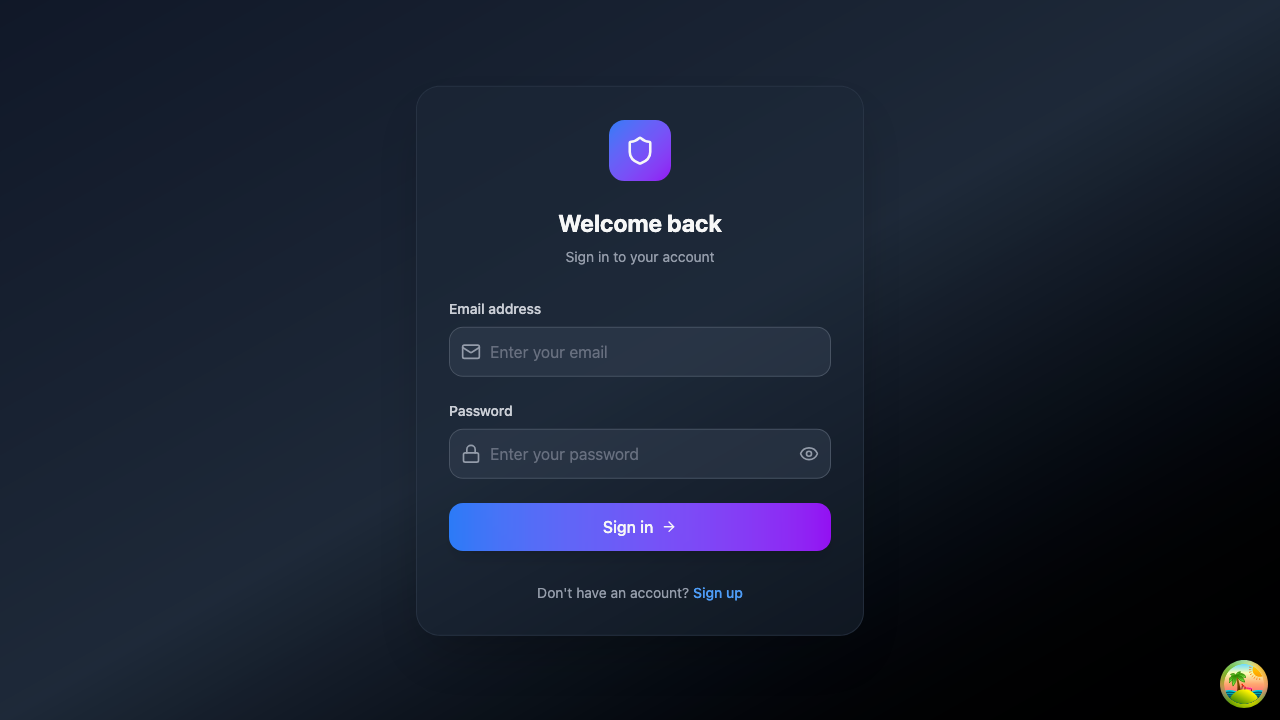 Welcome back
Sign in to your account
Email address
Enter your email
Password
Enter your password
Sign in →
Don't have an account? Sign up